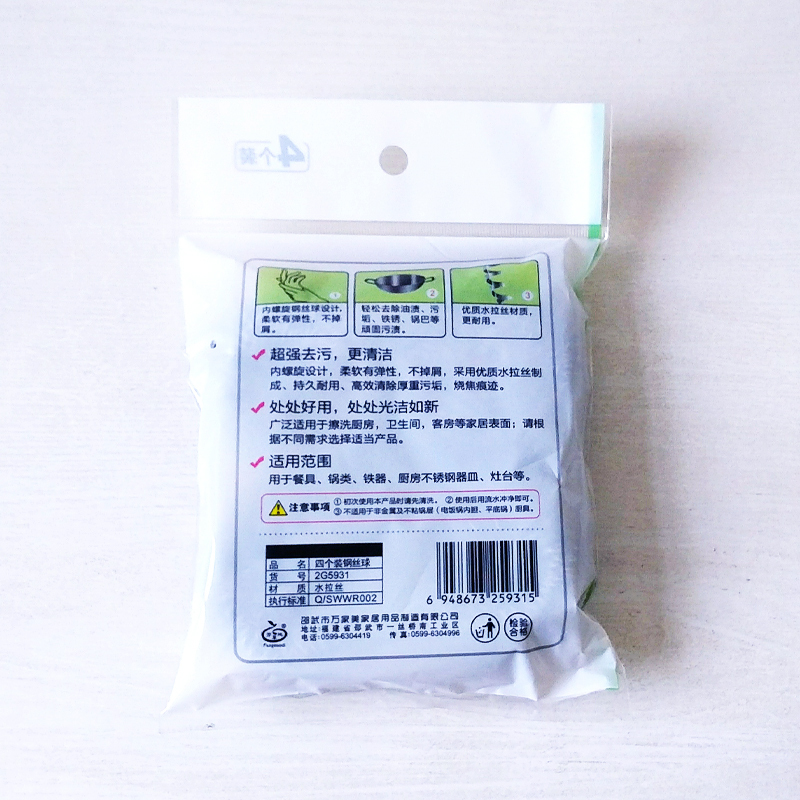 4个装
①
②
③
内螺旋钢丝球设计,
柔软有弹性,不掉
屑。
轻松去除油渍、污
垢、铁锈、锅巴等
顽固污渍。
优质水拉丝材质,
更耐用。
超强去污,更清洁
内螺旋设计,柔软有弹性,不掉屑,采用优质水拉丝制
成、持久耐用、高效清除厚重污垢,烧焦痕迹。
处处好用,处处光洁如新
广泛适用于擦洗厨房,卫生间,客房等家居表面;请根
据不同需求选择适当产品。
适用范围
用于餐具、锅类、铁器、厨房不锈钢器皿、灶台等。
注意事項
①初次使用本产品时请先清洗。 ②使用后用流水冲净即可。
③不适用于非金属及不粘锅层(电饭锅内胆、平底锅)厨具。
品 名 四个装钢丝球
货 号 2G5931
材 质 水拉丝
执行标准 Q/SWWR002
6 948673 259315
邵武市万家美家居用品制造有限公司
地址:福建省邵武市一丝桥南工业区
电话:0599-6304419 传真:0599-6304996
检验
合格